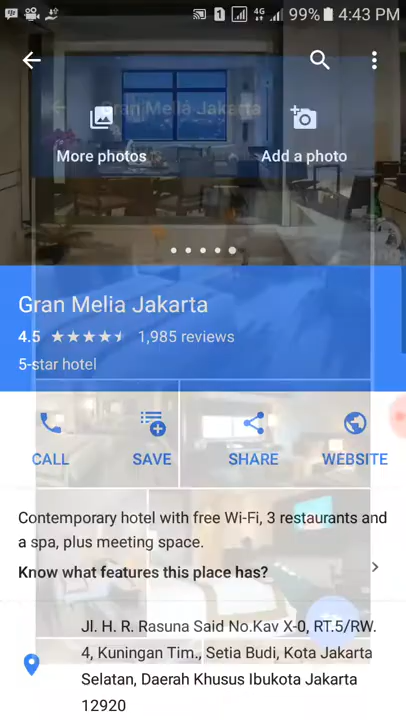 99% 4:43 PM
Gran Meliá Jakarta
More photos
Add a photo
Gran Melia Jakarta
4.5 1,985 reviews
5-star hotel
CALL SAVE SHARE WEBSITE
Contemporary hotel with free Wi-Fi, 3 restaurants and
a spa, plus meeting space.
Know what features this place has?
Jl. H. R. Rasuna Said No.Kav X-0, RT.5/RW.
4, Kuningan Tim., Setia Budi, Kota Jakarta
Selatan, Daerah Khusus Ibukota Jakarta
12920